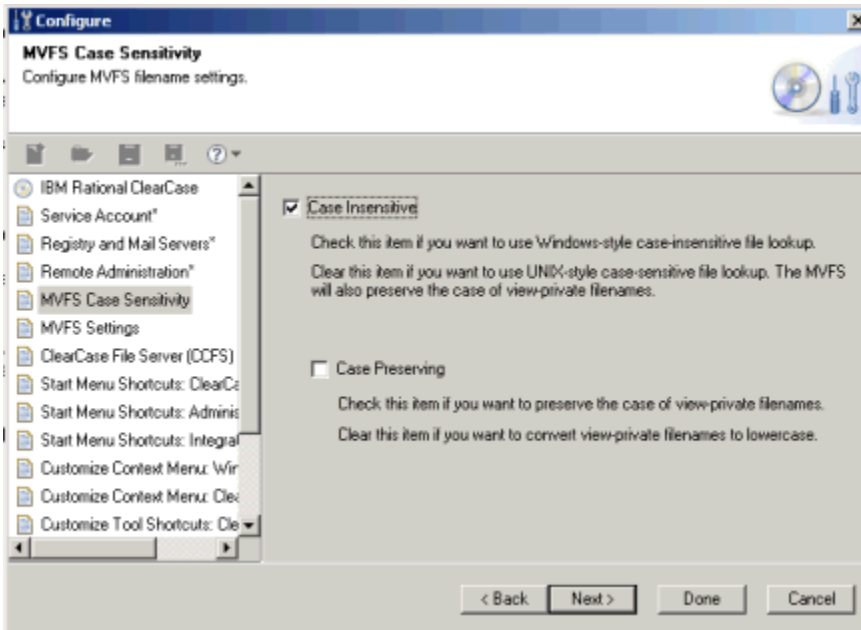 Configure
MVFS Case Sensitivity
Configure MVFS filename settings.
IBM Rational ClearCase
Service Account*
Registry and Mail Servers*
Remote Administration*
MVFS Case Sensitivity
MVFS Settings
ClearCase File Server (CCFS)
Start Menu Shortcuts: ClearCa
Start Menu Shortcuts: Adminis
Start Menu Shortcuts: Integral
Customize Context Menu: Wir
Customize Context Menu: Clea
Customize Tool Shortcuts: Cle
Case Insensitive
Check this item if you want to use Windows-style case-insensitive file lookup.
Clear this item if you want to use UNIX-style case-sensitive file lookup. The MVFS
will also preserve the case of view-private filenames.
Case Preserving
Check this item if you want to preserve the case of view-private filenames.
Clear this item if you want to convert view-private filenames to lowercase.
< Back
Next >
Done
Cancel